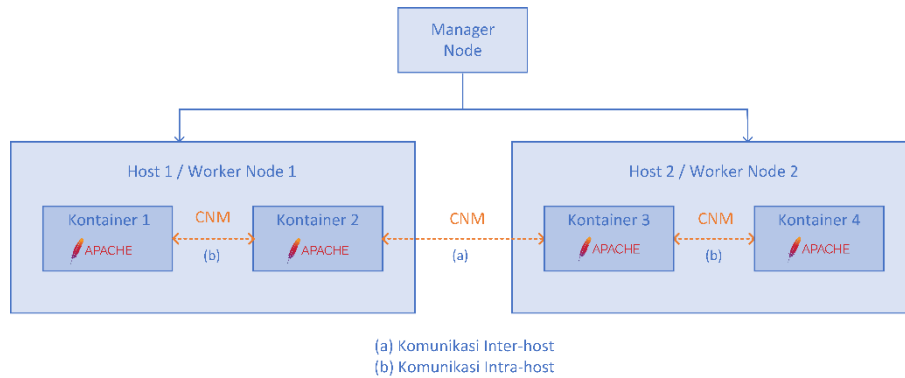 Manager
Node
Host 1 / Worker Node 1
Host 2 / Worker Node 2
Kontainer 1
CNM
Kontainer 2
CNM
Kontainer 3
CNM
Kontainer 4
APACHE
(b)
APACHE
(a)
APACHE
(b)
APACHE
(a) Komunikasi Inter-host
(b) Komunikasi Intra-host